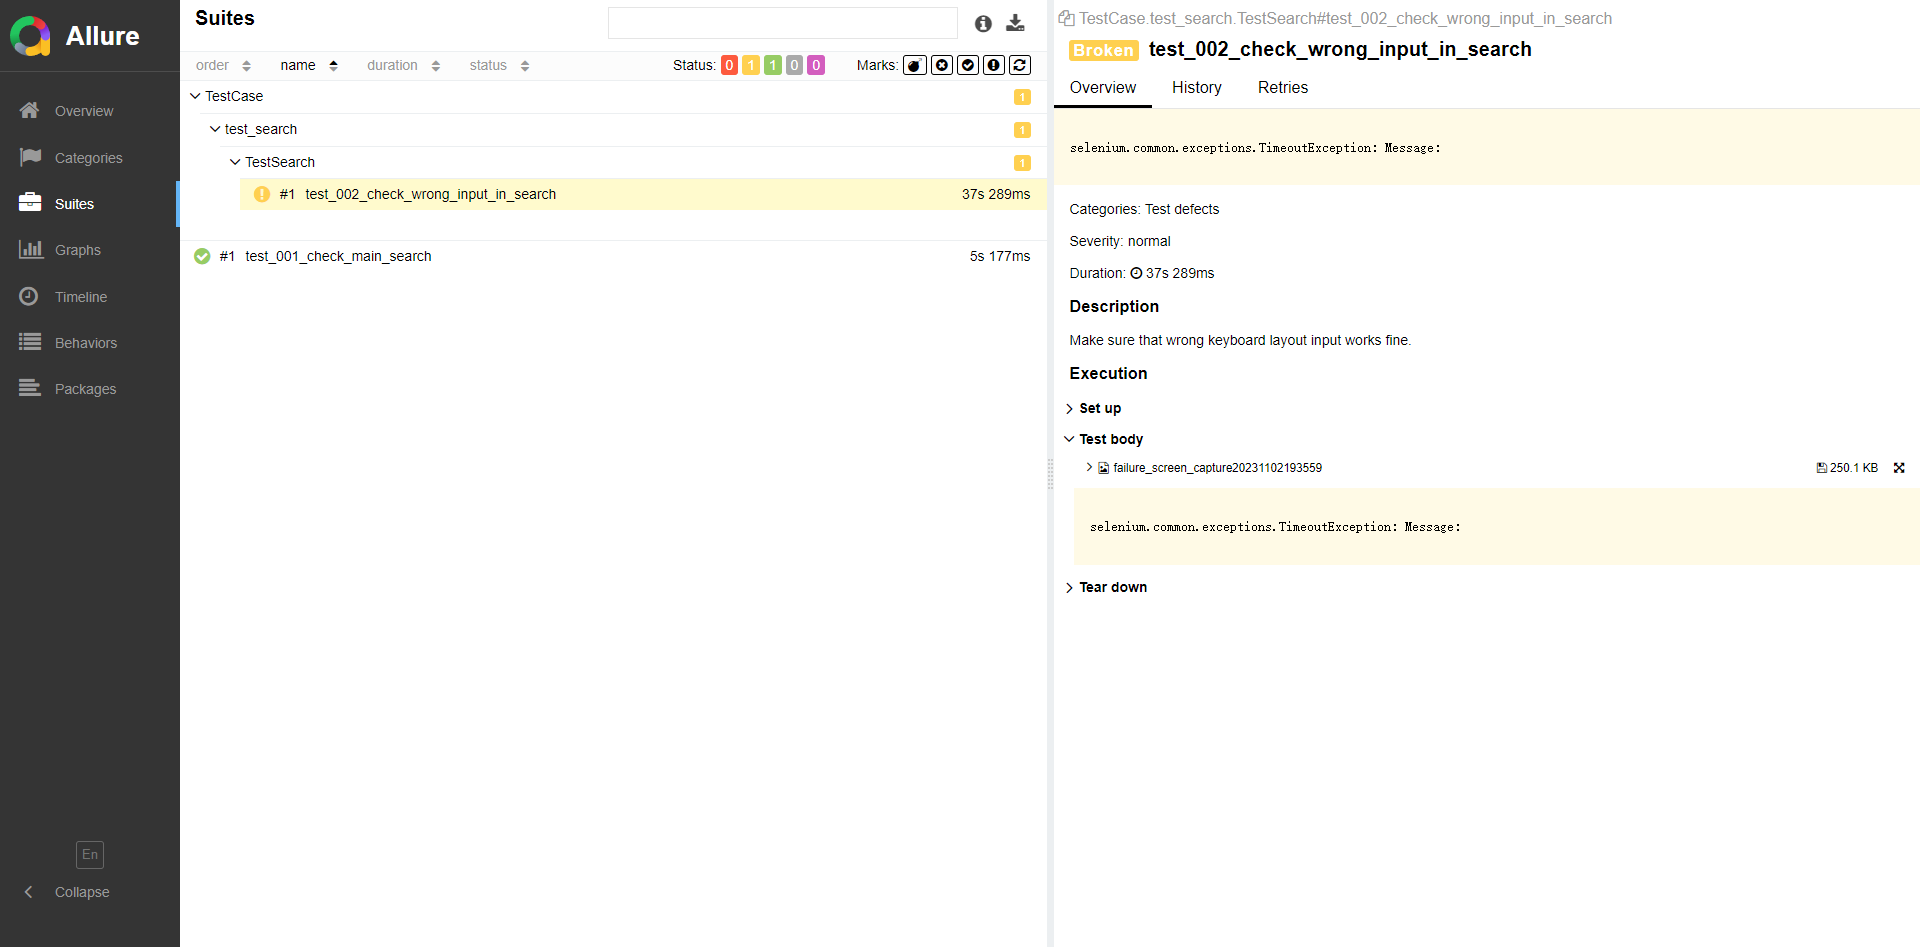 Allure
Overview
Categories
Suites
Graphs
Timeline
Behaviors
Packages
En
Collapse
Suites
order name duration status Status: 0 1 1 0 0 Marks:
TestCase 1
test_search 1
TestSearch 1
#1 test_002_check_wrong_input_in_search 37s 289ms
#1 test_001_check_main_search 5s 177ms
TestCase.test_search.TestSearch#test_002_check_wrong_input_in_search
Broken test_002_check_wrong_input_in_search
Overview History Retries
selenium.common.exceptions.TimeoutException: Message:
Categories: Test defects
Severity: normal
Duration: 37s 289ms
Description
Make sure that wrong keyboard layout input works fine.
Execution
Set up
Test body
failure_screen_capture20231102193559 250.1 KB
selenium.common.exceptions.TimeoutException: Message:
Tear down